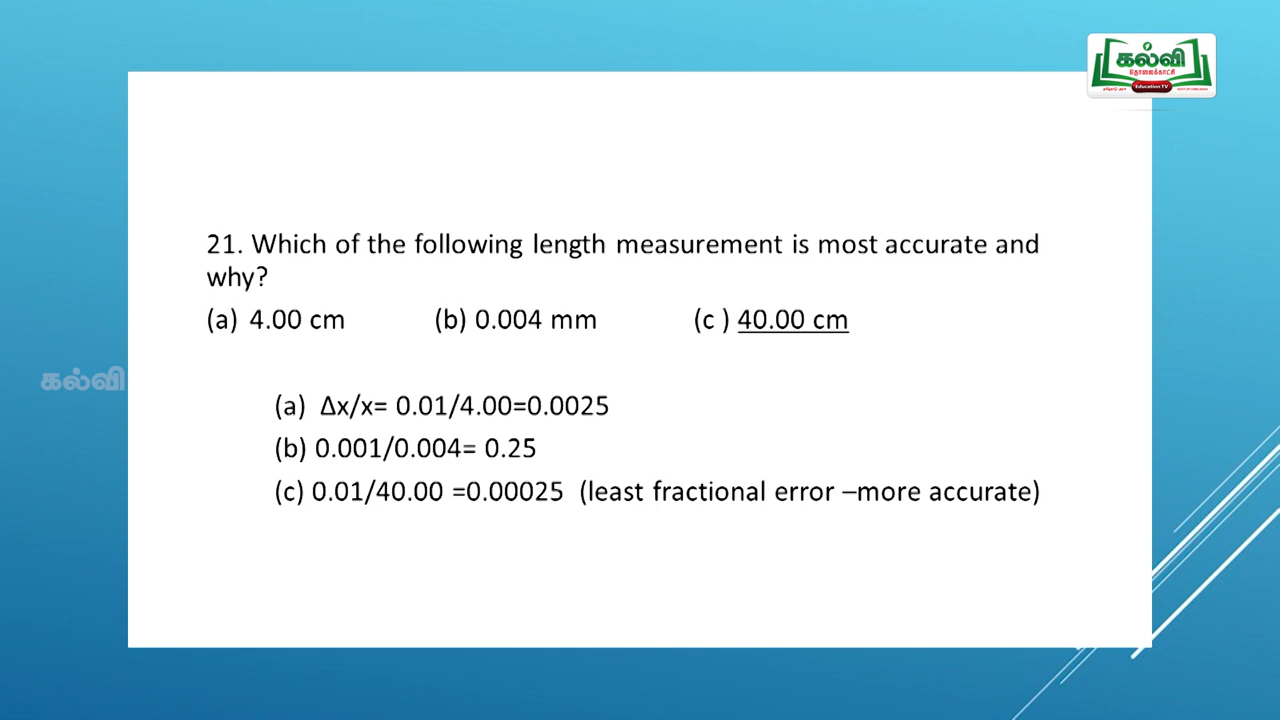 கல்வி
தொலைக்காட்சி
Education TV
21. Which of the following length measurement is most accurate and
why?
(a) 4.00 cm (b) 0.004 mm (c ) 40.00 cm
கல்வி
(a) Δx/x= 0.01/4.00=0.0025
(b) 0.001/0.004= 0.25
(c) 0.01/40.00 =0.00025 (least fractional error –more accurate)